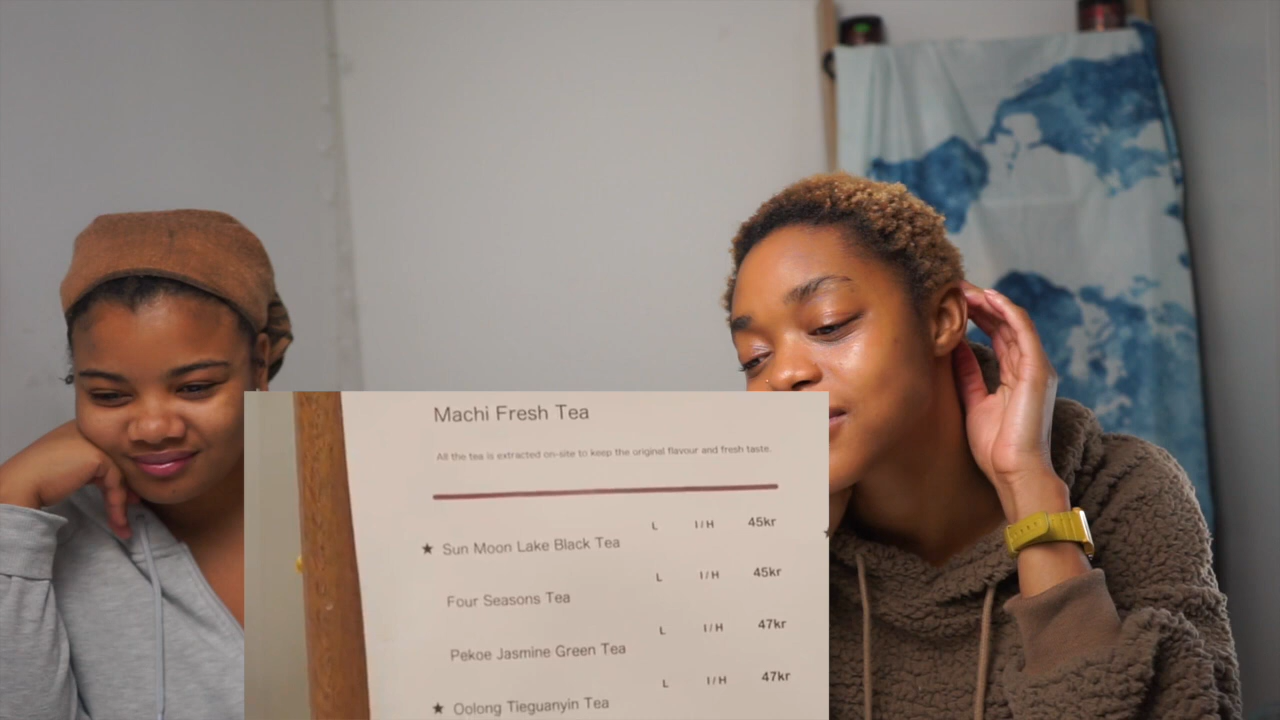 Machi Fresh Tea
All the tea is extracted on-site to keep the original flavour and fresh taste.
L I/H 45kr
★ Sun Moon Lake Black Tea
L I/H 45kr
Four Seasons Tea
L I/H 47kr
Pekoe Jasmine Green Tea
L I/H 47kr
★ Oolong Tieguanyin Tea